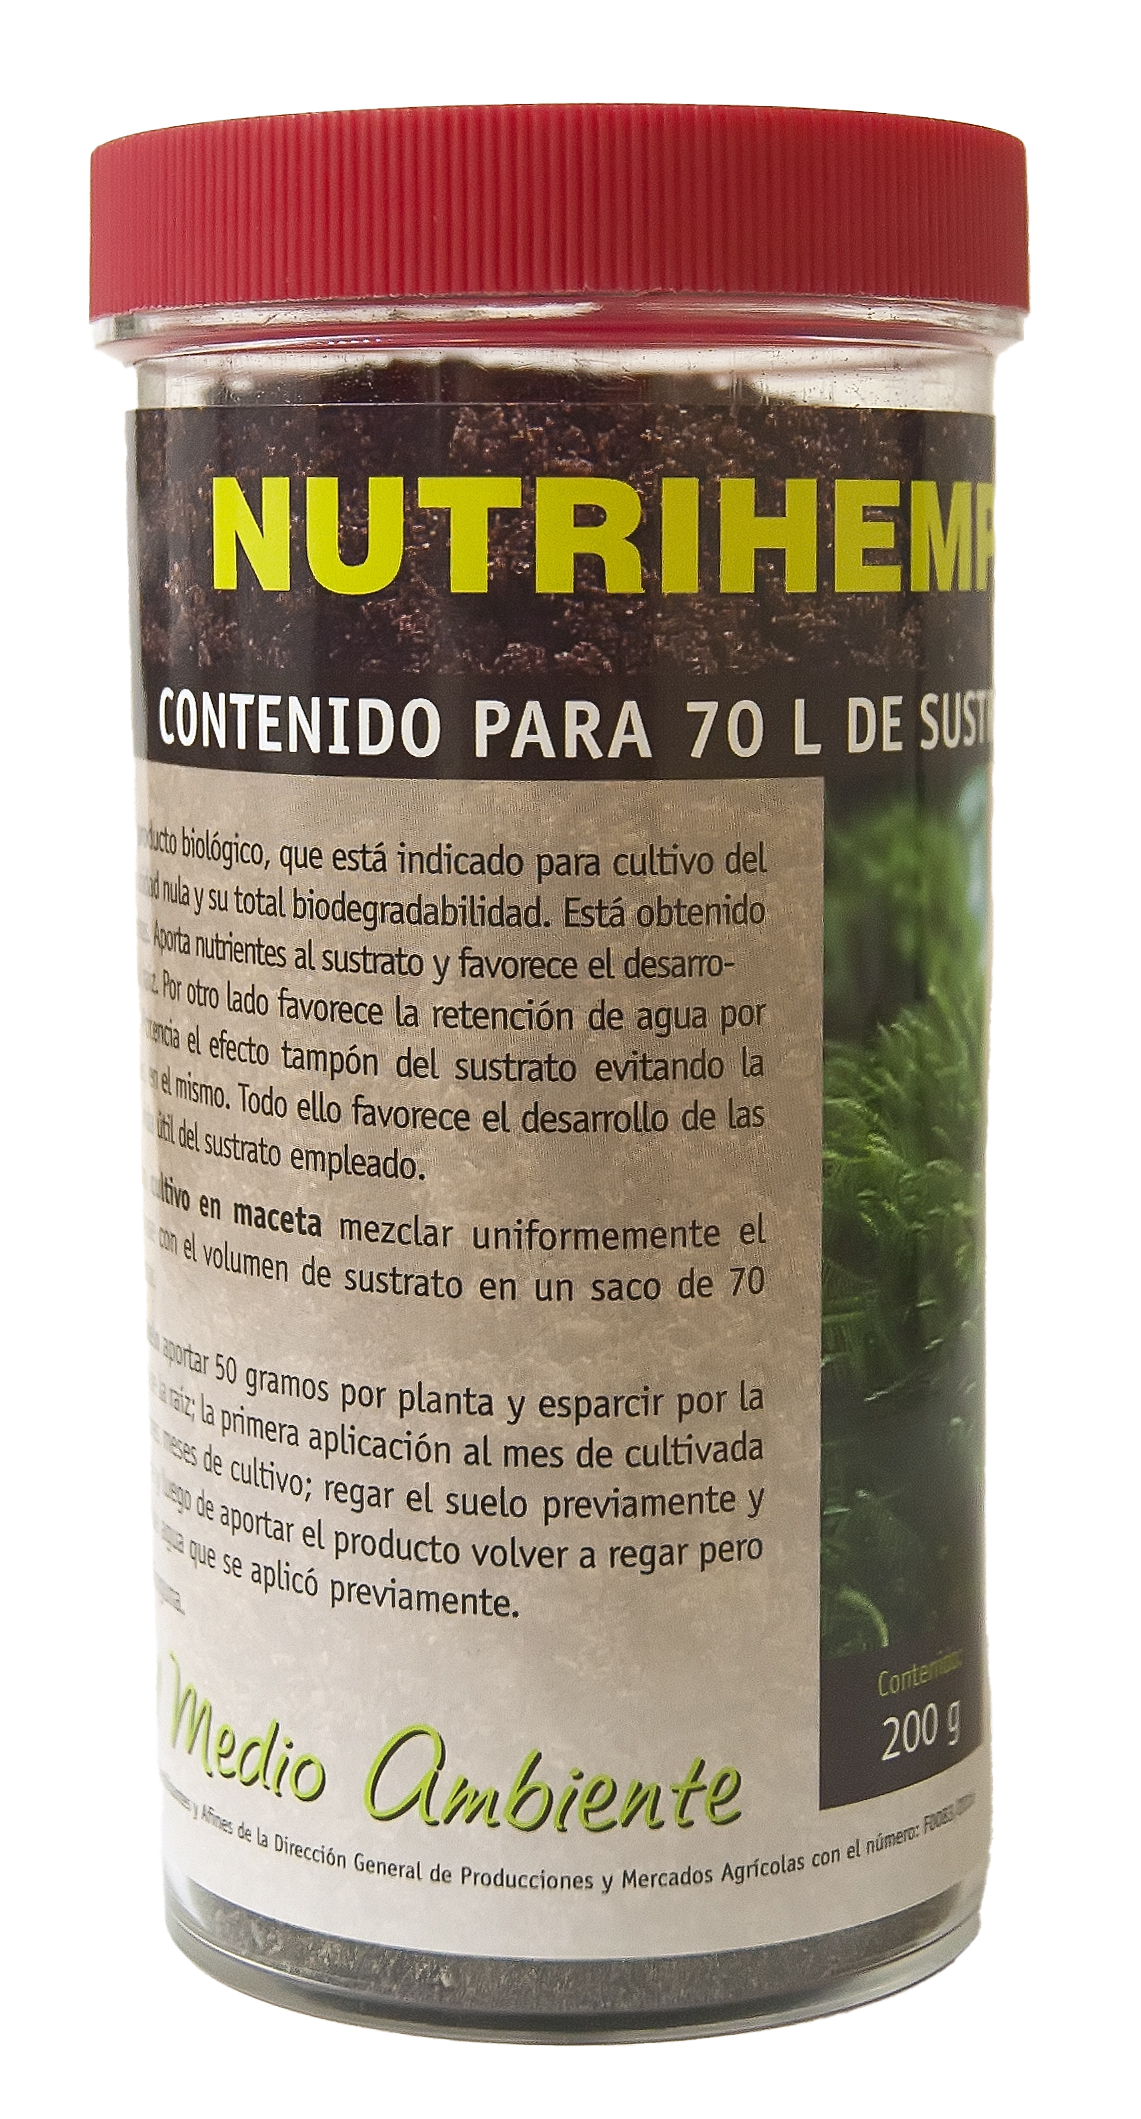 NUTRIHEMP
CONTENIDO PARA 70 L DE SUST
biológico, que está indicado para cultivo del
nula y su total biodegradabilidad. Está obtenido
Aporta nutrientes al sustrato y favorece el desarro-
Por otro lado favorece la retención de agua por
el efecto tampón del sustrato evitando la
en el mismo. Todo ello favorece el desarrollo de las
útil del sustrato empleado.
cultivo en maceta mezclar uniformemente el
con el volumen de sustrato en un saco de 70
aportar 50 gramos por planta y esparcir por la
raiz; la primera aplicación al mes de cultivada
meses de cultivo; regar el suelo previamente y
luego de aportar el producto volver a regar pero
agua que se aplicó previamente.
Medio Ambiente
Contenido:
200 g
y Afines de la Dirección General de Producciones y Mercados Agrícolas con el número: